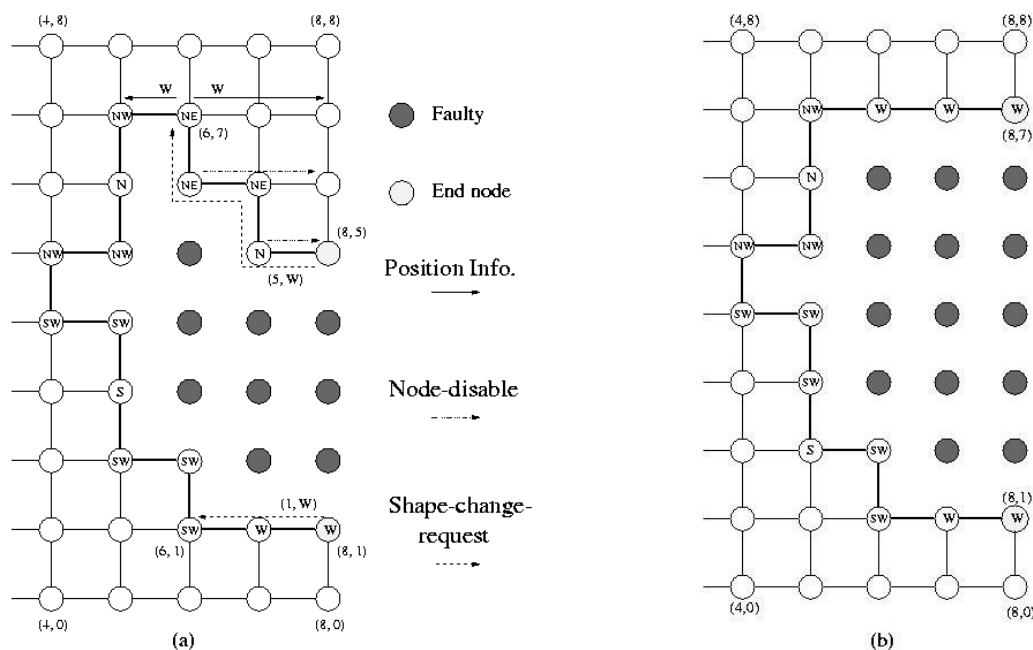 (4, 8)
(8, 8)
W
W
NW
NE
(6, 7)
N
NE
NE
NW
NW
N
(8, 5)
(5, W)
SW
SW
S
SW
SW
(1, W)
SW
W
W
(6, 1)
(8, 1)
(4, 0)
(8, 0)
(a)
Faulty
End node
Position Info.
Node-disable
Shape-change-
request
(4,8)
(8,8)
NW
W
W
W
(8,7)
N
NW
NW
SW
SW
SW
S
SW
(8,1)
SW
W
W
(4,0)
(8,0)
(b)